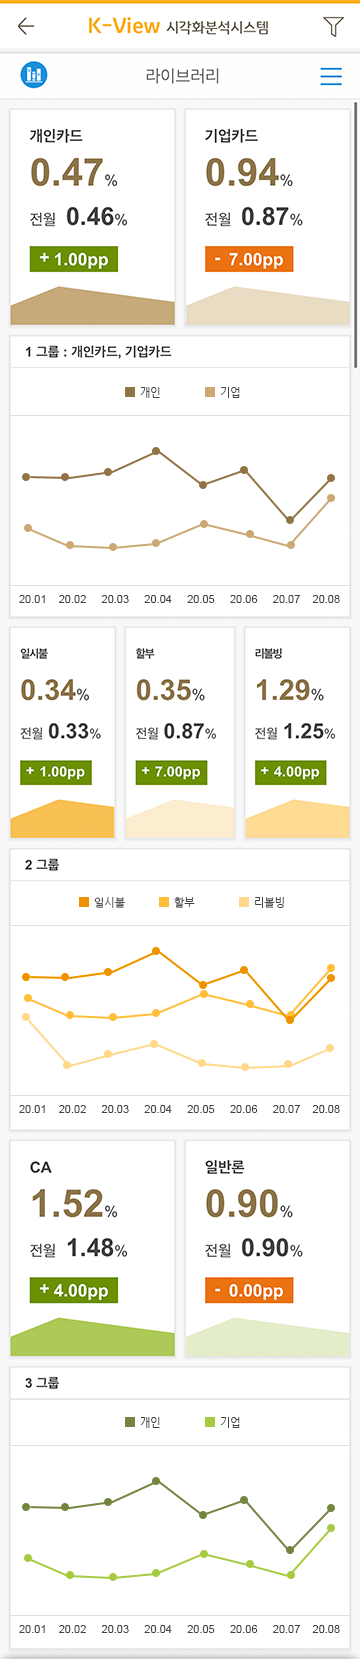 K-View 시각화분석시스템
라이브러리
개인카드
0.47%
전월 0.46%
+ 1.00pp
기업카드
0.94%
전월 0.87%
- 7.00pp
1 그룹 : 개인카드, 기업카드
개인 기업
20.01 20.02 20.03 20.04 20.05 20.06 20.07 20.08
일시불
0.34%
전월 0.33%
+ 1.00pp
할부
0.35%
전월 0.87%
+ 7.00pp
리볼빙
1.29%
전월 1.25%
+ 4.00pp
2 그룹
일시불 할부 리볼빙
20.01 20.02 20.03 20.04 20.05 20.06 20.07 20.08
CA
1.52%
전월 1.48%
+ 4.00pp
일반론
0.90%
전월 0.90%
- 0.00pp
3 그룹
개인 기업
20.01 20.02 20.03 20.04 20.05 20.06 20.07 20.08